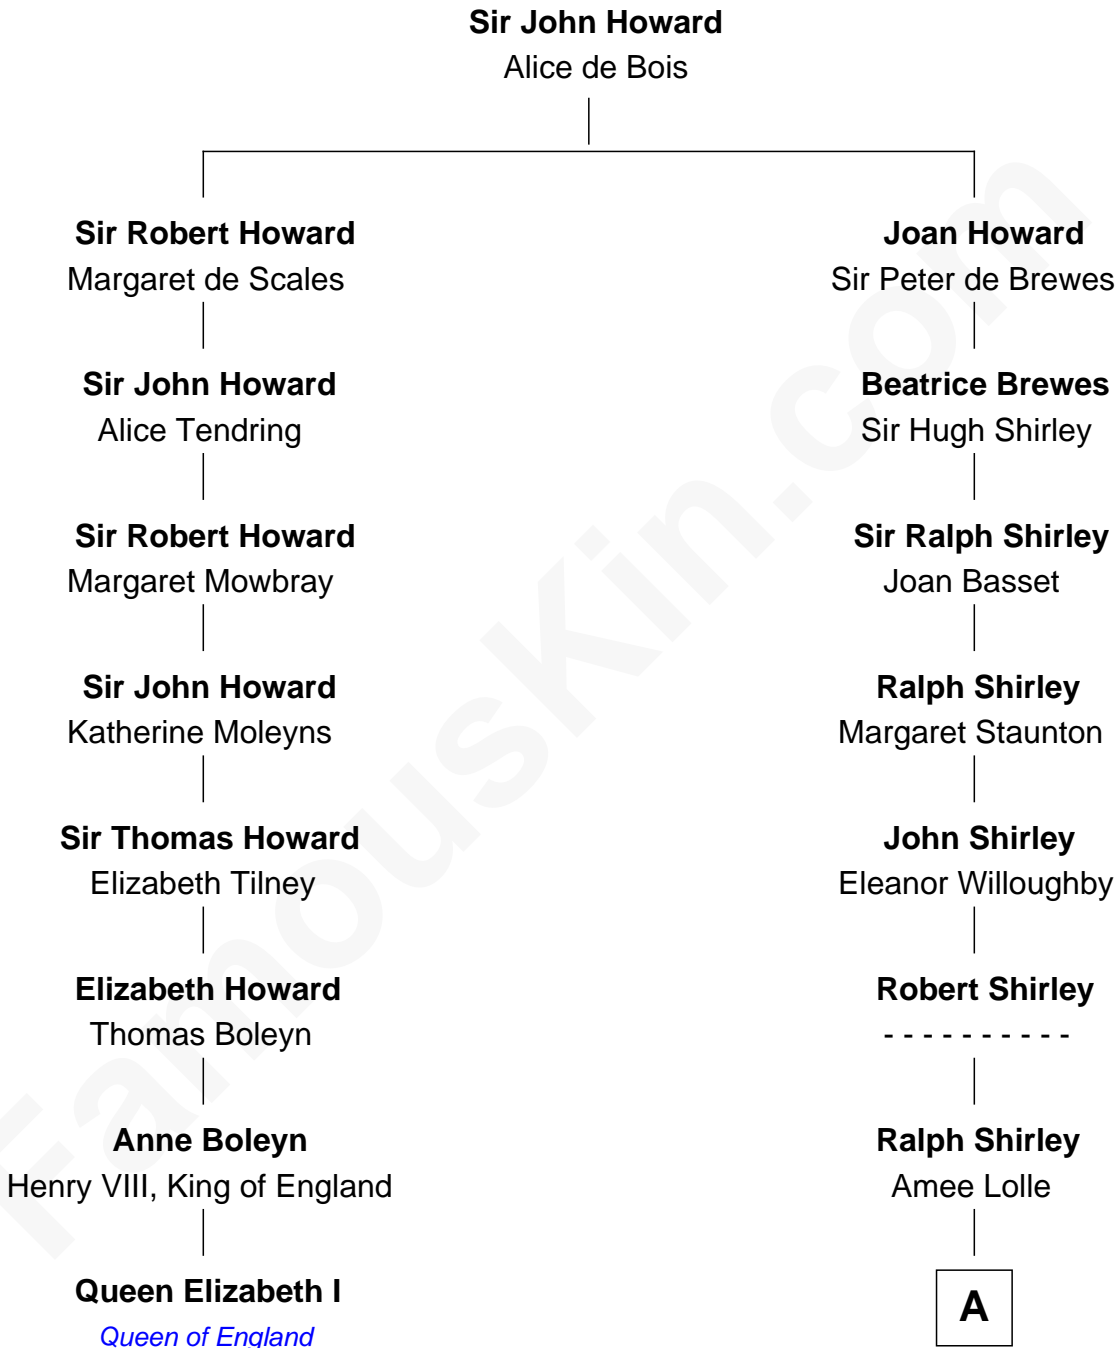 Sir John Howard
Alice de Bois
Sir Robert Howard
Margaret de Scales
Joan Howard
Sir Peter de Brewes
Sir John Howard
Alice Tendring
Beatrice Brewes
Sir Hugh Shirley
Sir Robert Howard
Margaret Mowbray
Sir Ralph Shirley
Joan Basset
Sir John Howard
Katherine Moleyns
Ralph Shirley
Margaret Staunton
Sir Thomas Howard
Elizabeth Tilney
John Shirley
Eleanor Willoughby
Elizabeth Howard
Thomas Boleyn
Robert Shirley
- - - - - - - - - -
Anne Boleyn
Henry VIII, King of England
Ralph Shirley
Amee Lolle
Queen Elizabeth I
Queen of England
A
FamousKin.com